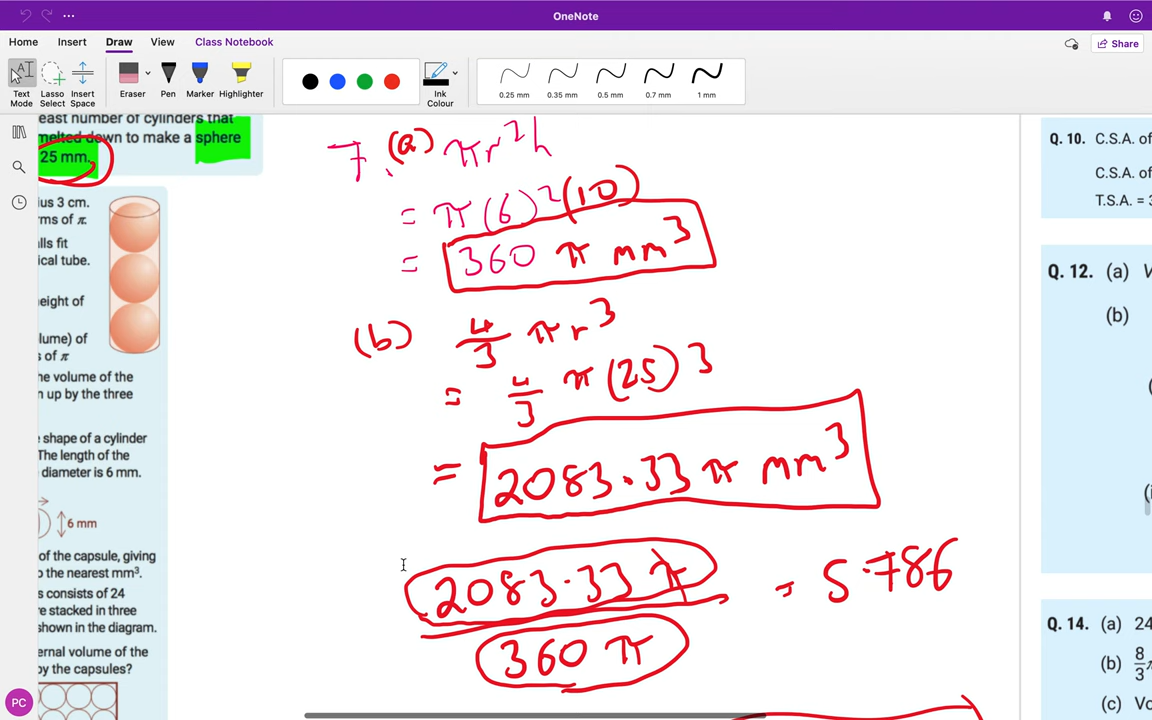 OneNote
Home Insert Draw View Class Notebook
Share
Text Mode
Lasso Select
Insert Space
Eraser
Pen
Marker
Highlighter
Ink Colour
0.25 mm 0.35 mm 0.5 mm 0.7 mm 1 mm
east number of cylinders that
melted down to make a sphere
25 mm.
ius 3 cm.
ms of π.
lls fit
ical tube.
eight of
lume) of
s of π
he volume of the
n up by the three
shape of a cylinder
The length of the
diameter is 6 mm.
6 mm
of the capsule, giving
o the nearest mm³.
s consists of 24
e stacked in three
shown in the diagram.
ernal volume of the
by the capsules?
PC
7. (a) πr²h
= π(6)²(10)
= 360 π mm³
(b) 4/3 πr³
= 4/3 π(25)³
= 2083.33π mm³
2083.33 π / 360 π = 5.786
Q. 10. C.S.A. of
C.S.A. of
T.S.A. = 3
Q. 12. (a) V
(b)
(
(i
Q. 14. (a) 24
(b) 8/3 π
(c) Vo